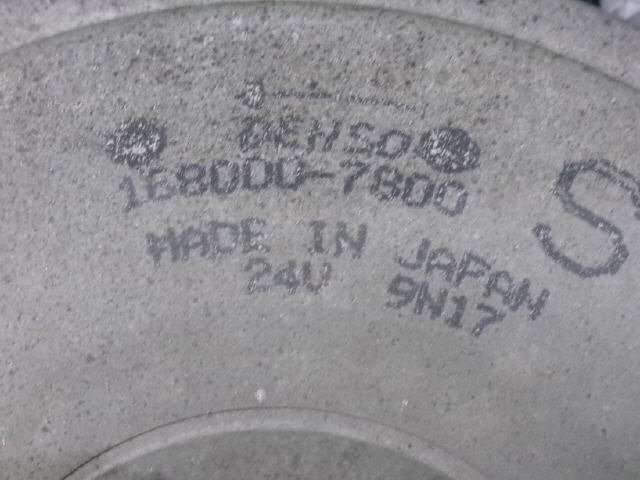 DENSO
168000-7800
MADE IN JAPAN
24V 9N17
S